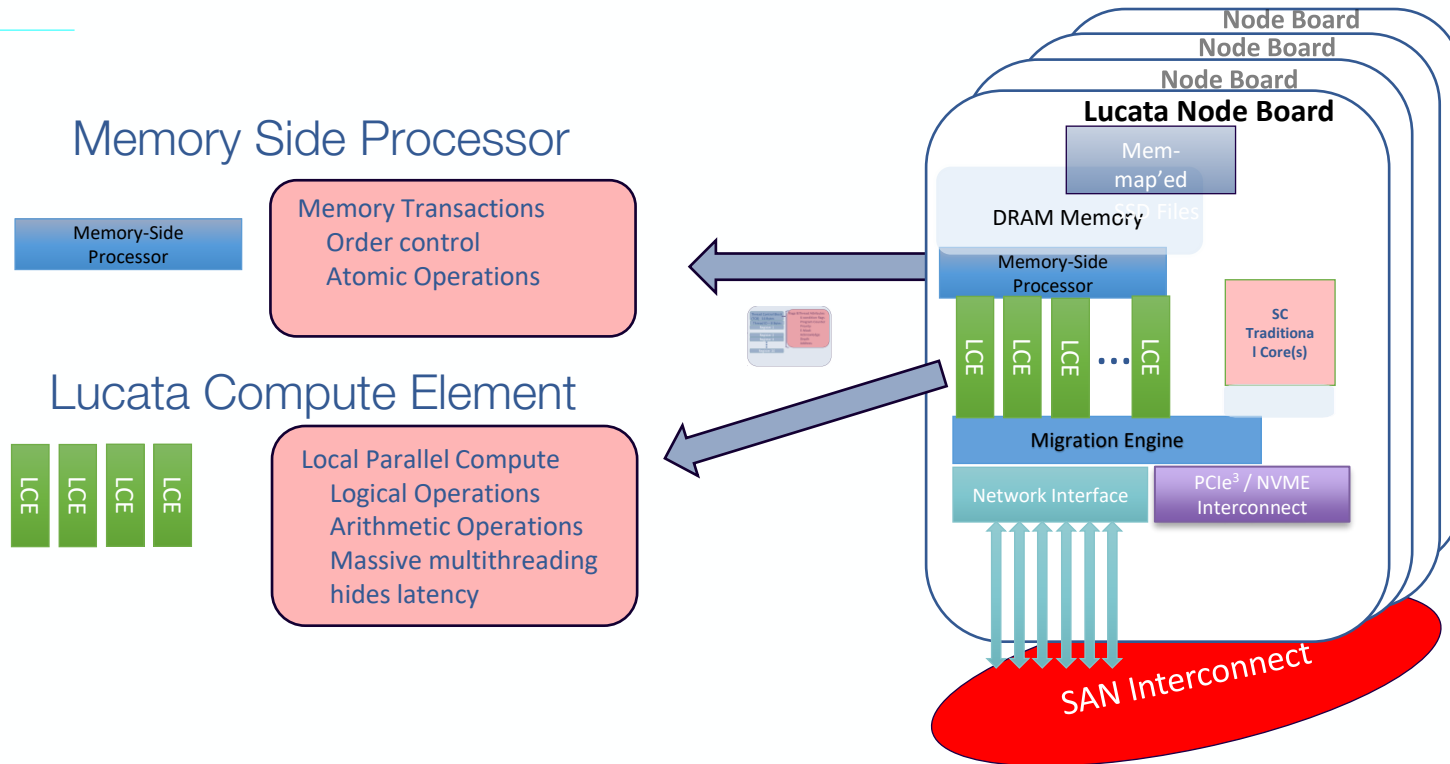 Memory Side Processor
Memory-Side
Processor
Memory Transactions
Order control
Atomic Operations
Lucata Compute Element
LCE
LCE
LCE
LCE
Local Parallel Compute
Logical Operations
Arithmetic Operations
Massive multithreading
hides latency
Node Board
Node Board
Node Board
Lucata Node Board
Mem-
map'ed
SSD Files
DRAM Memory
Memory-Side
Processor
LCE
LCE
LCE
...
LCE
SC
Traditiona
l Core(s)
Migration Engine
Network Interface
PCIe³ / NVME
Interconnect
SAN Interconnect